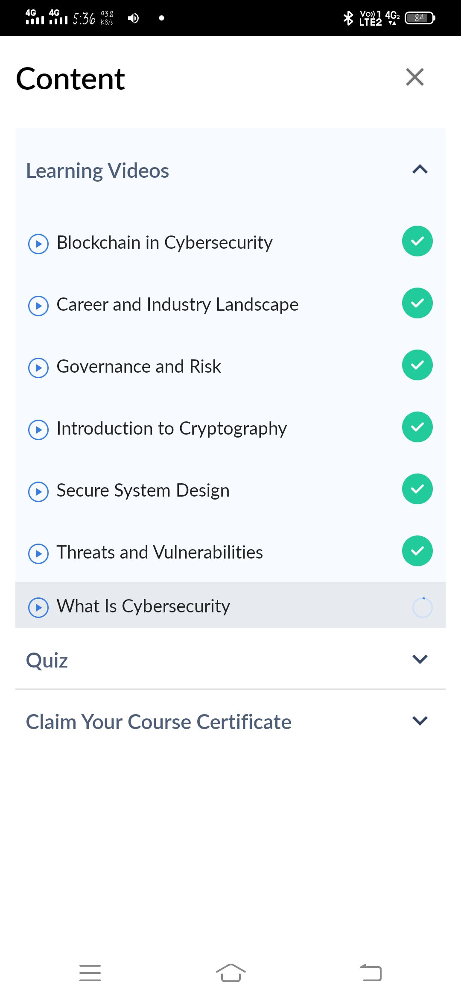 4G 4G 5:36 93.8 KB/s Vo)) 1 LTE2 4G2 84
Content
Learning Videos
Blockchain in Cybersecurity
Career and Industry Landscape
Governance and Risk
Introduction to Cryptography
Secure System Design
Threats and Vulnerabilities
What Is Cybersecurity
Quiz
Claim Your Course Certificate